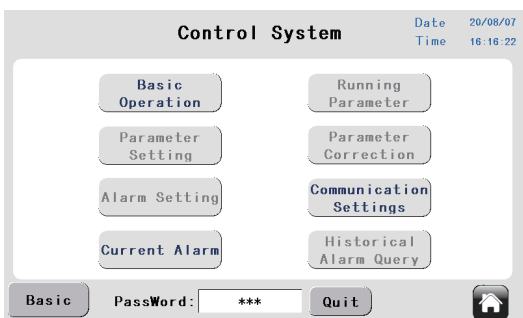 Control System
Date 20/08/07
Time 16:16:22
Basic
Operation
Running
Parameter
Parameter
Setting
Parameter
Correction
Alarm Setting
Communication
Settings
Current Alarm
Historical
Alarm Query
Basic
PassWord: ***
Quit